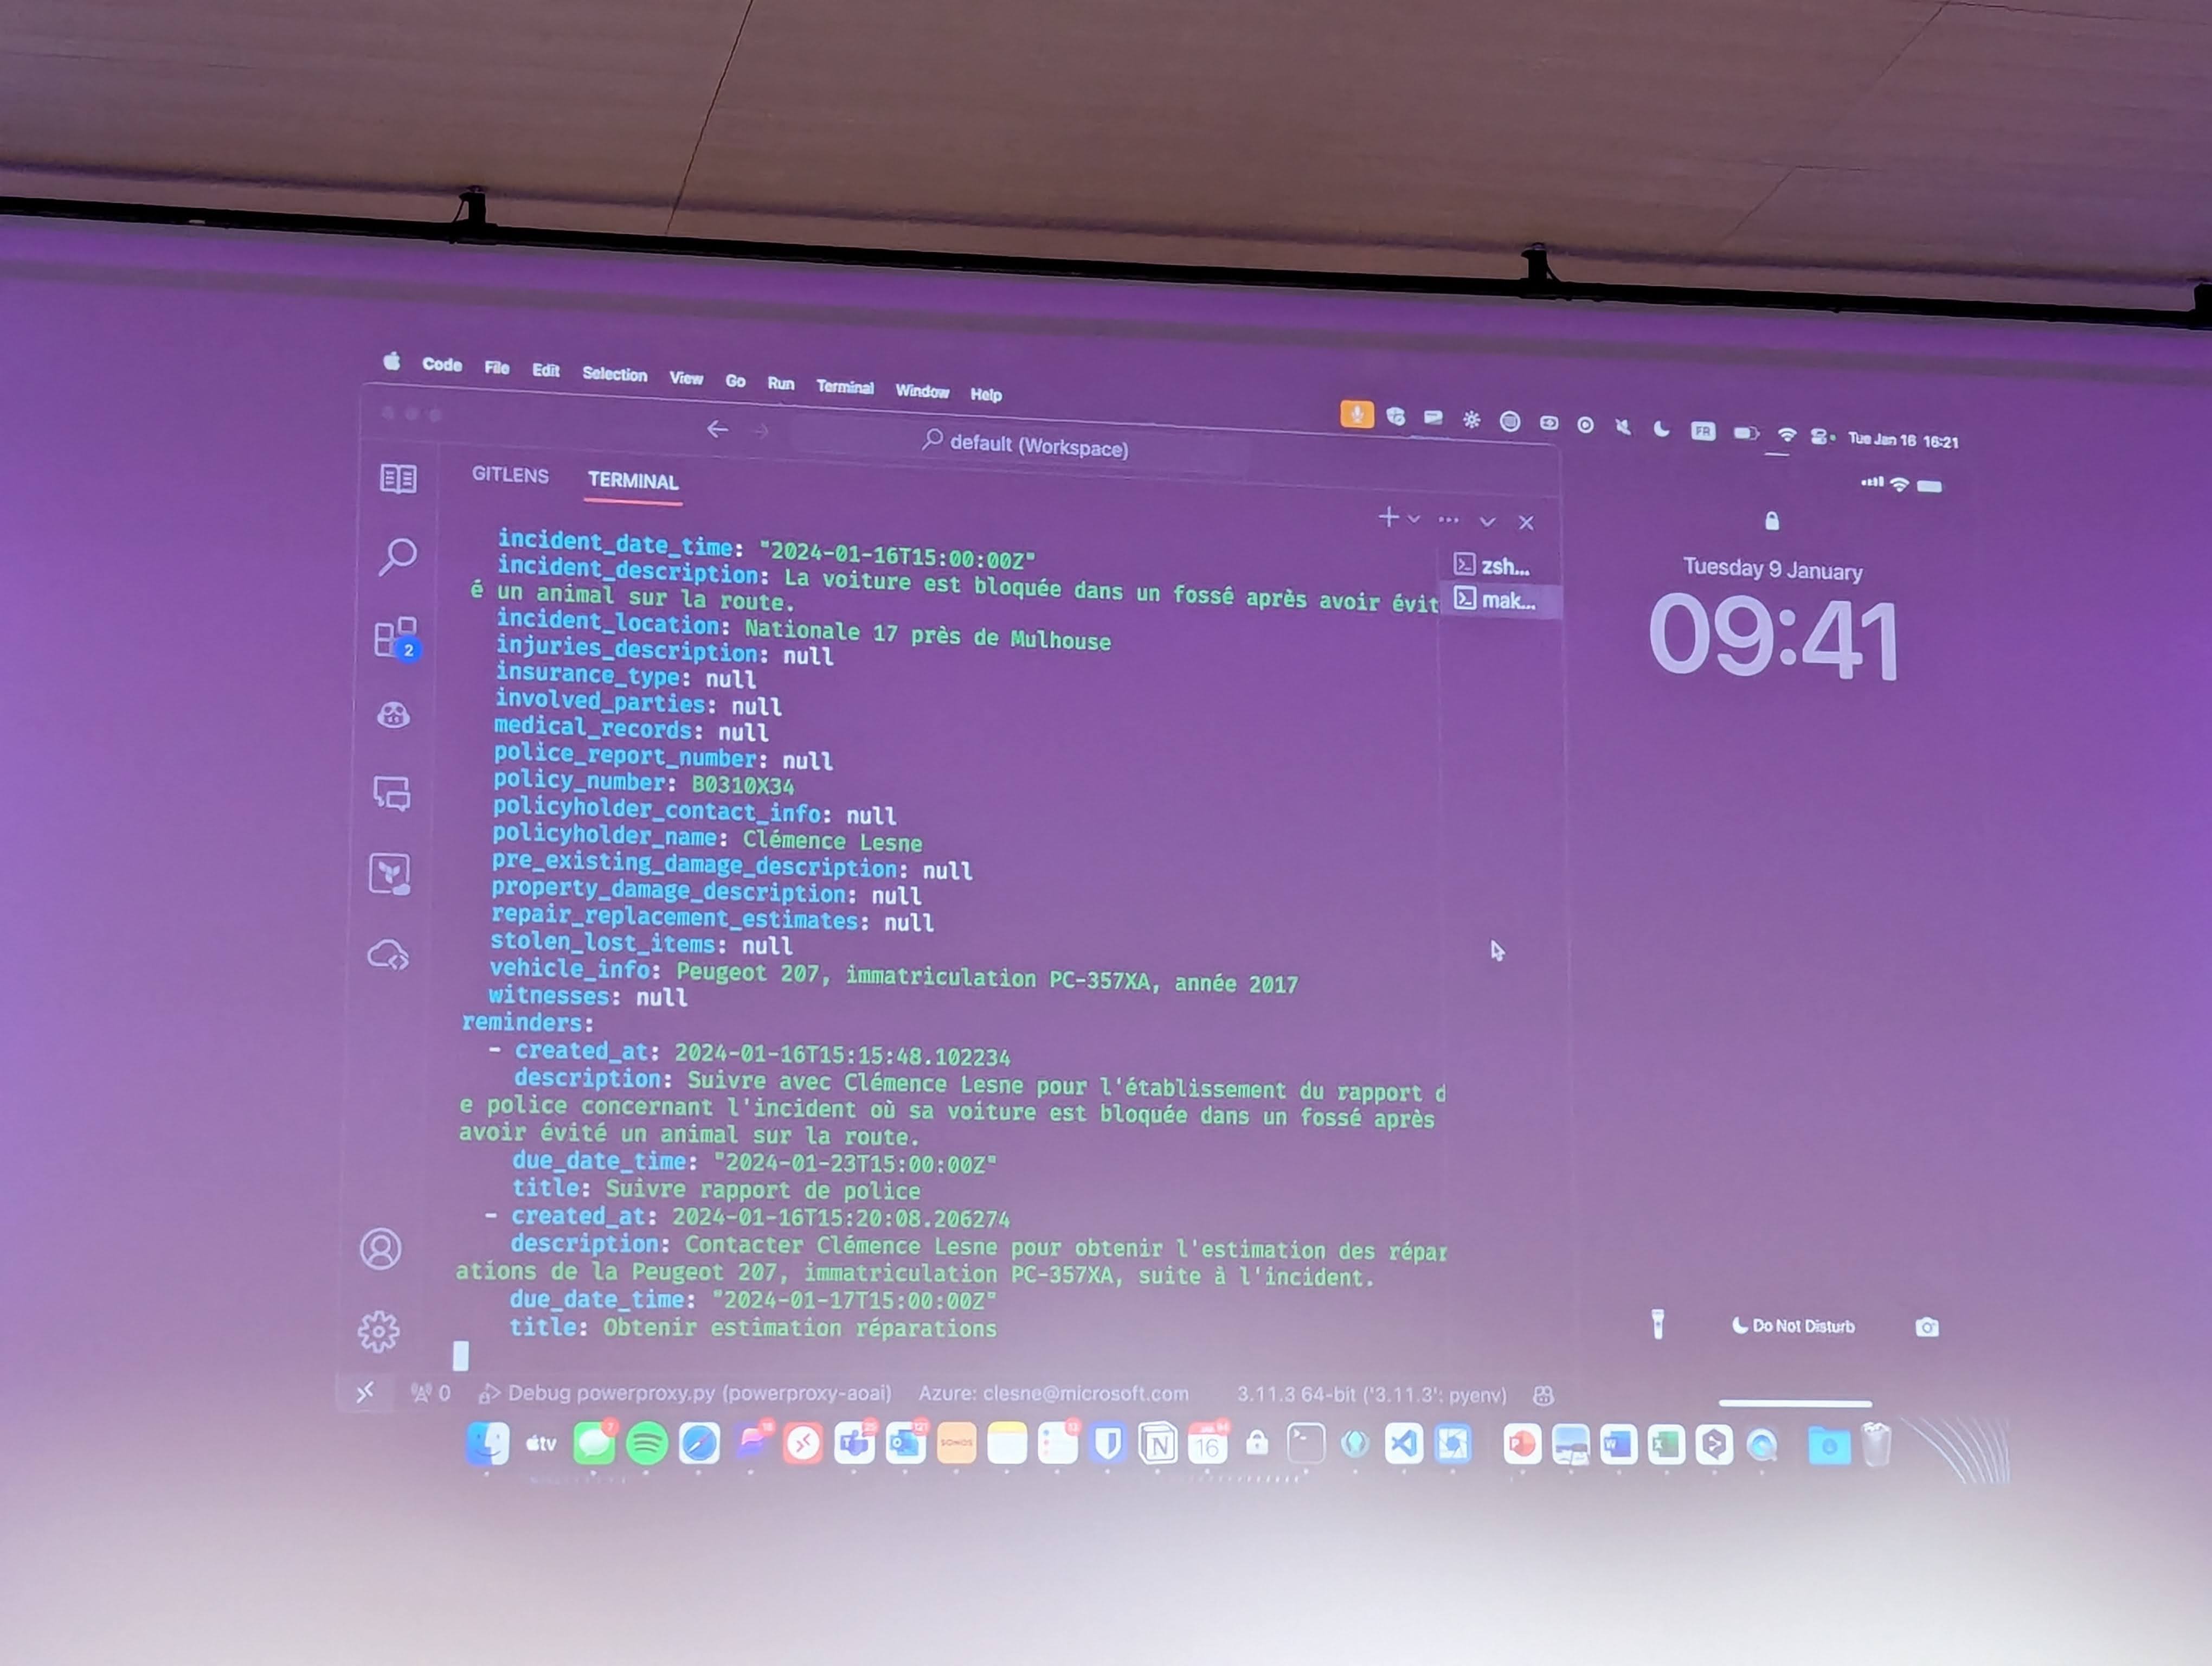 Code File Edit Selection View Go Run Terminal Window Help
FR Tue Jan 16 16:21
default (Workspace)
GITLENS TERMINAL
zsh...
mak...
incident_date_time: "2024-01-16T15:00:00Z"
incident_description: La voiture est bloquée dans un fossé après avoir évit
é un animal sur la route.
incident_location: Nationale 17 près de Mulhouse
injuries_description: null
insurance_type: null
involved_parties: null
medical_records: null
police_report_number: null
policy_number: B0310X34
policyholder_contact_info: null
policyholder_name: Clémence Lesne
pre_existing_damage_description: null
property_damage_description: null
repair_replacement_estimates: null
stolen_lost_items: null
vehicle_info: Peugeot 207, immatriculation PC-357XA, année 2017
witnesses: null
reminders:
- created_at: 2024-01-16T15:15:48.102234
description: Suivre avec Clémence Lesne pour l'établissement du rapport d
e police concernant l'incident où sa voiture est bloquée dans un fossé après
avoir évité un animal sur la route.
due_date_time: "2024-01-23T15:00:00Z"
title: Suivre rapport de police
- created_at: 2024-01-16T15:20:08.206274
description: Contacter Clémence Lesne pour obtenir l'estimation des répar
ations de la Peugeot 207, immatriculation PC-357XA, suite à l'incident.
due_date_time: "2024-01-17T15:00:00Z"
title: Obtenir estimation réparations
2
Tuesday 9 January
09:41
Do Not Disturb
0 Debug powerproxy.py (powerproxy-aoai) Azure: clesne@microsoft.com 3.11.3 64-bit ('3.11.3': pyenv)
tv
SONOS
16